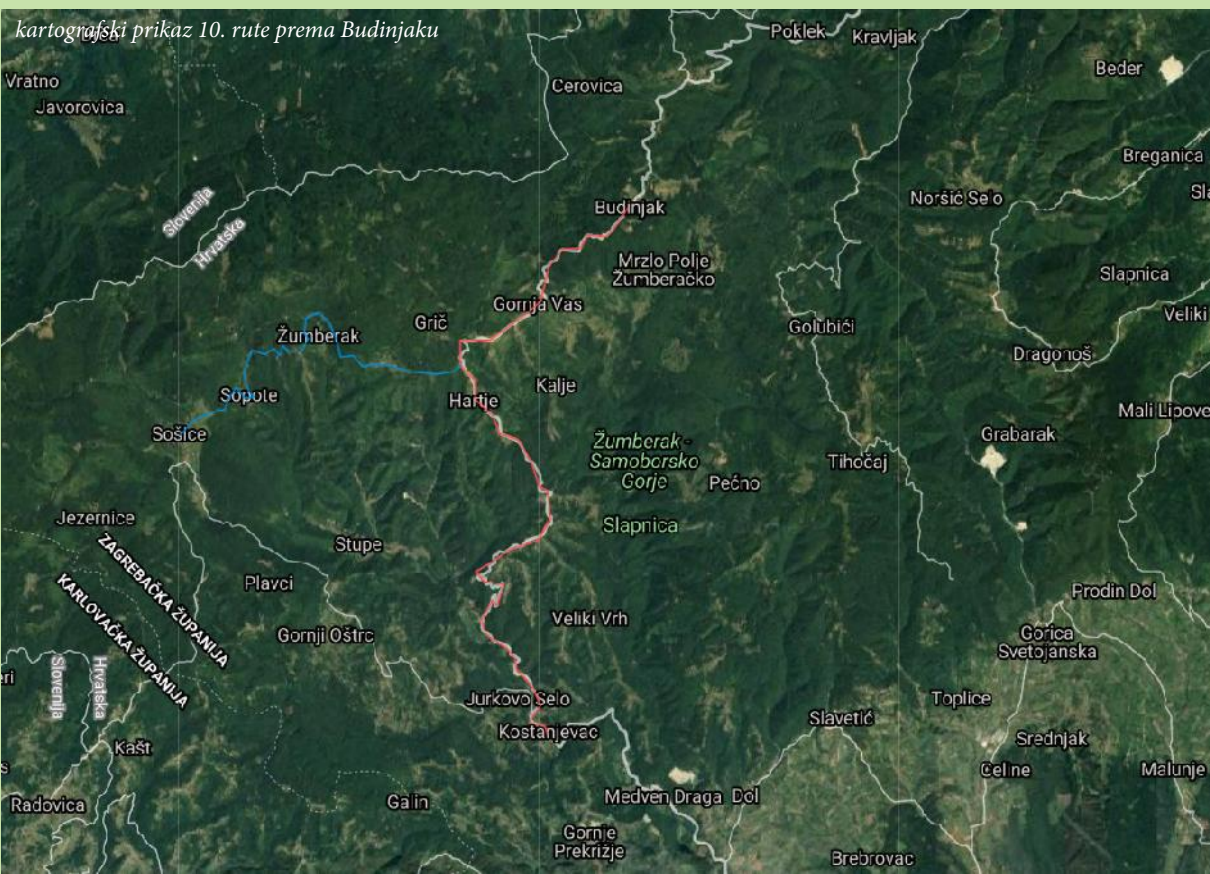 kartografski prikaz 10. rute prema Budinjaku
Poklek
Kravljak
Vratno
Beder
Cerovica
Javorovica
Breganica
Noršić Selo
Slovenija
Hrvatska
Budinjak
Mrzlo Polje
Žumberačko
Slapnica
Gornja Vas
Veliki
Grič
Golubići
Žumberak
Dragonoš
Kalje
Sopote
Hartje
Mali Lipove
Sošice
Žumberak -
Samoborsko
Gorje
Grabarak
Tihočaj
Pećno
Jezernice
Slapnica
ZAGREBAČKA ŽUPANIJA
KARLOVAČKA ŽUPANIJA
Stupe
Plavci
Prodin Dol
Veliki Vrh
Gornji Oštrc
Gorica
Svetojanska
eri
Slovenija
Hrvatska
Jurkovo Selo
Toplice
Kostanjevac
Slavetić
Srednjak
Kašt
Celine
Malunje
s
Radovica
Galin
Medven Draga
Dol
Gornje
Prekrižje
Brebrovac